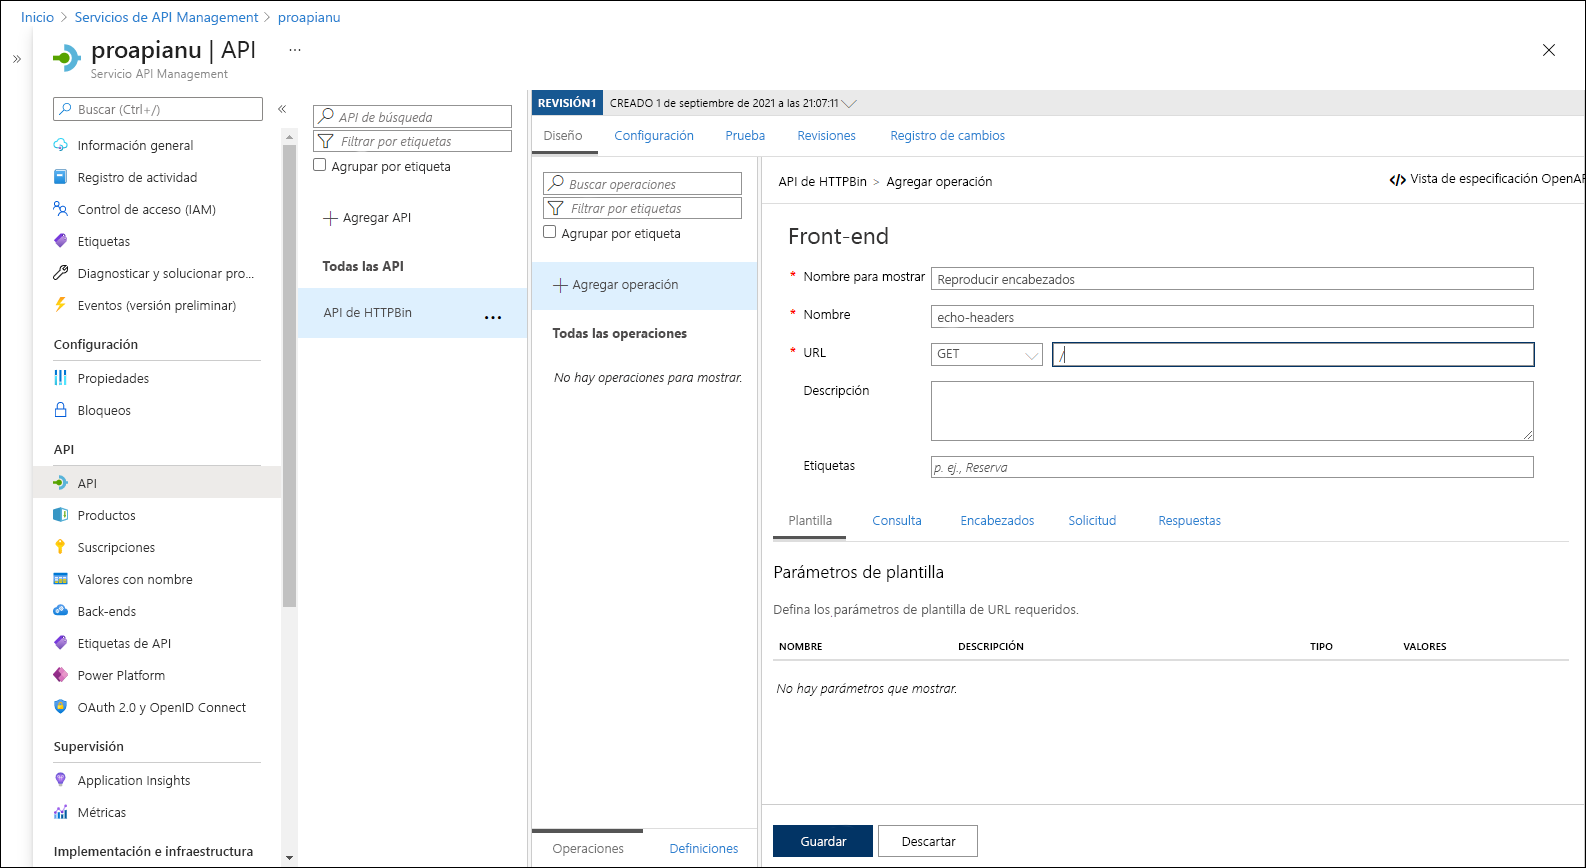 Inicio > Servicios de API Management > proapianu
proapianu | API ...
Servicio API Management
Buscar (Ctrl+/)
Información general
Registro de actividad
Control de acceso (IAM)
Etiquetas
Diagnosticar y solucionar pro...
Eventos (versión preliminar)
Configuración
Propiedades
Bloqueos
API
API
Productos
Suscripciones
Valores con nombre
Back-ends
Etiquetas de API
Power Platform
OAuth 2.0 y OpenID Connect
Supervisión
Application Insights
Métricas
Implementación e infraestructura
API de búsqueda
Filtrar por etiquetas
Agrupar por etiqueta
Agregar API
Todas las API
API de HTTPBin ...
REVISIÓN1 CREADO 1 de septiembre de 2021 a las 21:07:11
Diseño Configuración Prueba Revisiones Registro de cambios
Buscar operaciones
Filtrar por etiquetas
Agrupar por etiqueta
Agregar operación
Todas las operaciones
No hay operaciones para mostrar.
Operaciones Definiciones
API de HTTPBin > Agregar operación
</> Vista de especificación OpenAP
Front-end
* Nombre para mostrar Reproducir encabezados
* Nombre echo-headers
* URL GET /
Descripción
Etiquetas p. ej., Reserva
Plantilla Consulta Encabezados Solicitud Respuestas
Parámetros de plantilla
Defina los parámetros de plantilla de URL requeridos.
NOMBRE DESCRIPCIÓN TIPO VALORES
No hay parámetros que mostrar.
Guardar Descartar